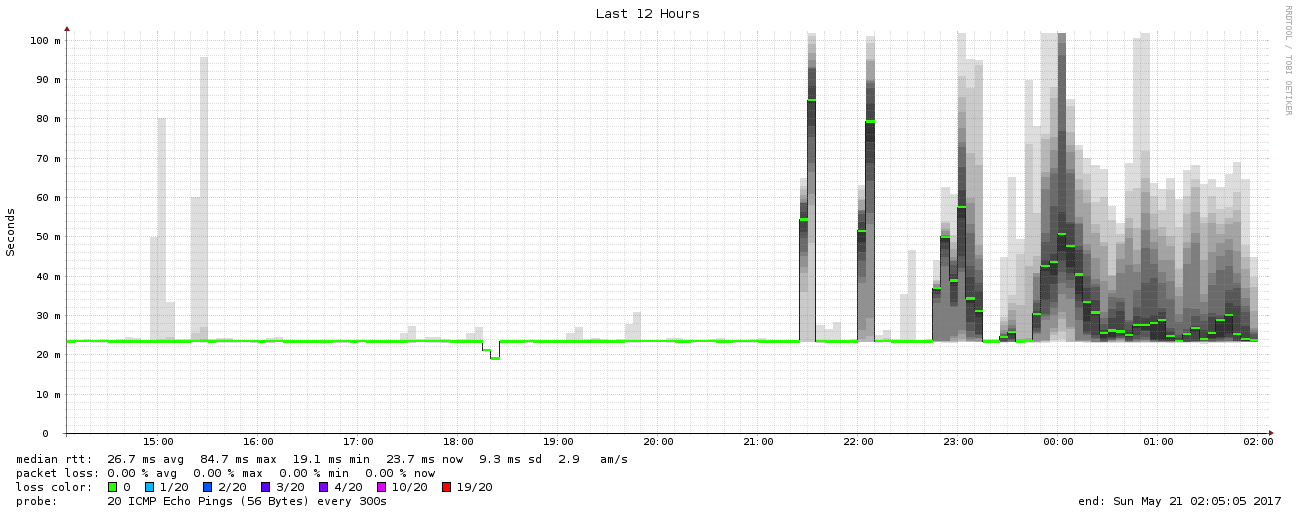 Last 12 Hours
RRDTOOL / TOBI OETIKER
Seconds
100 m
90 m
80 m
70 m
60 m
50 m
40 m
30 m
20 m
10 m
0
15:00 16:00 17:00 18:00 19:00 20:00 21:00 22:00 23:00 00:00 01:00 02:00
median rtt: 26.7 ms avg 84.7 ms max 19.1 ms min 23.7 ms now 9.3 ms sd 2.9 am/s
packet loss: 0.00 % avg 0.00 % max 0.00 % min 0.00 % now
loss color: 0 1/20 2/20 3/20 4/20 10/20 19/20
probe: 20 ICMP Echo Pings (56 Bytes) every 300s end: Sun May 21 02:05:05 2017